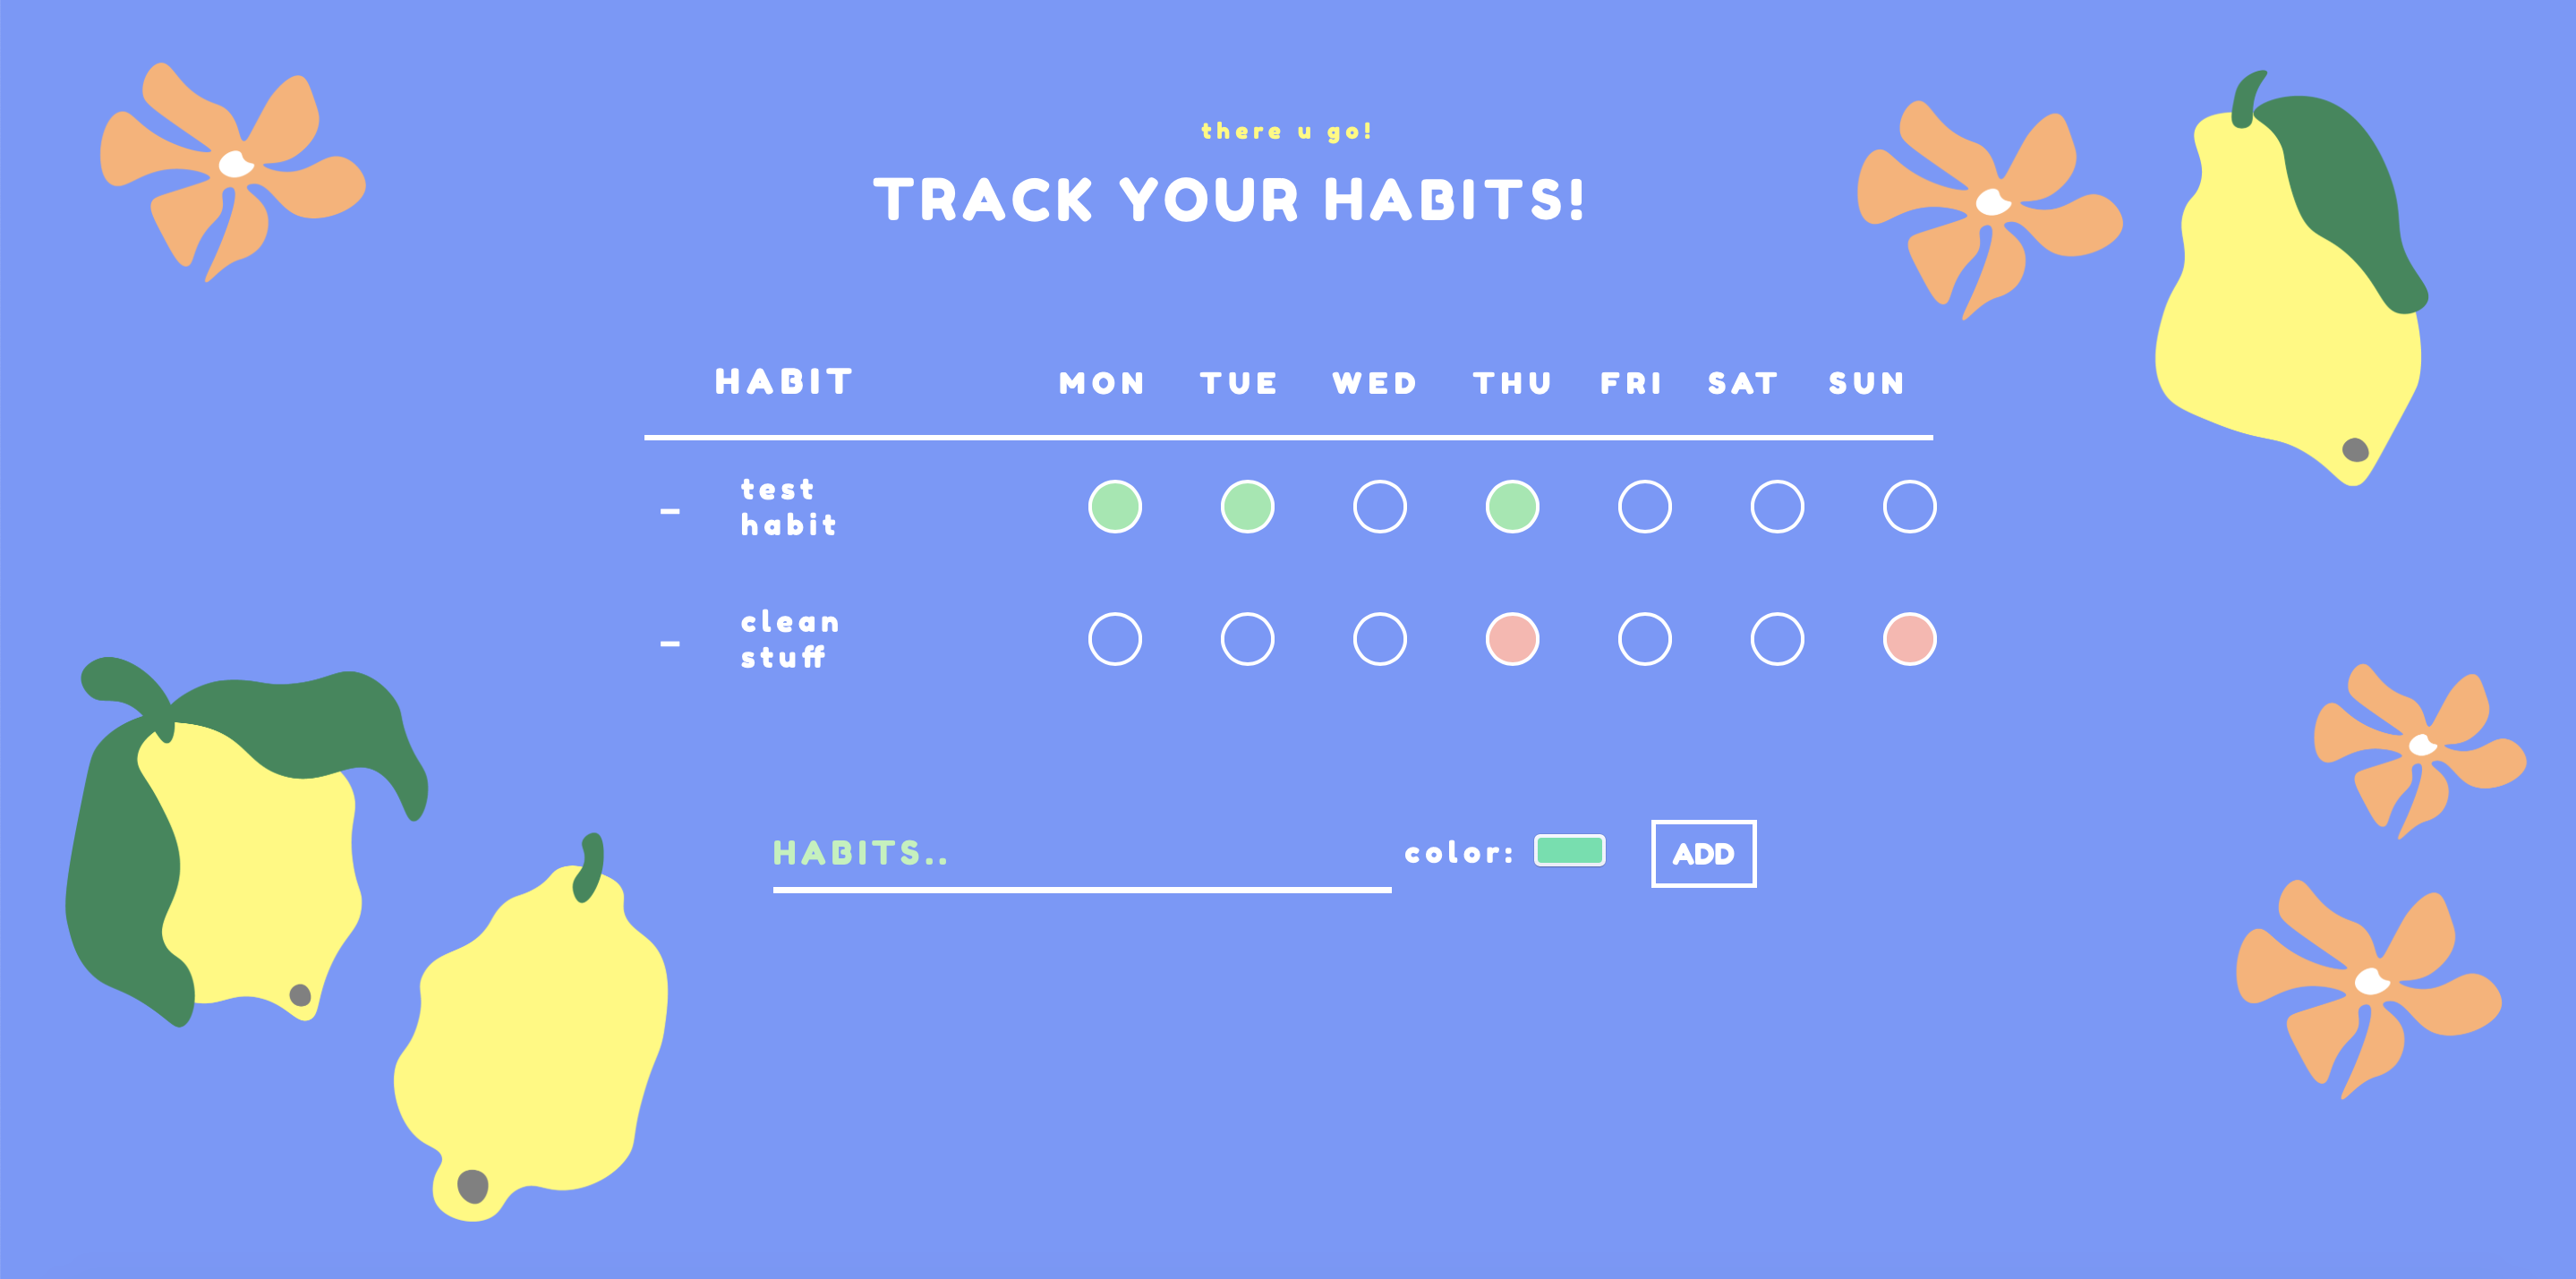 there u go!
TRACK YOUR HABITS!
HABIT MON TUE WED THU FRI SAT SUN
– test
habit
– clean
stuff
HABITS.. color: ADD